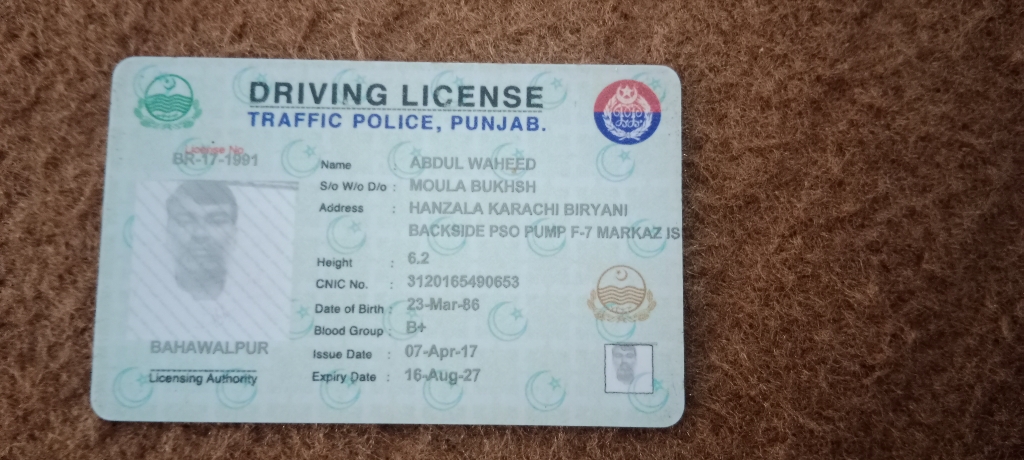 DRIVING LICENSE
TRAFFIC POLICE, PUNJAB.
License No.
BR-17-1991
Name ABDUL WAHEED
S/o W/o D/o : MOULA BUKHSH
Address : HANZALA KARACHI BIRYANI
BACKSIDE PSO PUMP F-7 MARKAZ IS
Height : 6.2
CNIC No. : 3120165490653
Date of Birth : 23-Mar-86
Blood Group : B+
Issue Date : 07-Apr-17
Expiry Date : 16-Aug-27
BAHAWALPUR
Licensing Authority